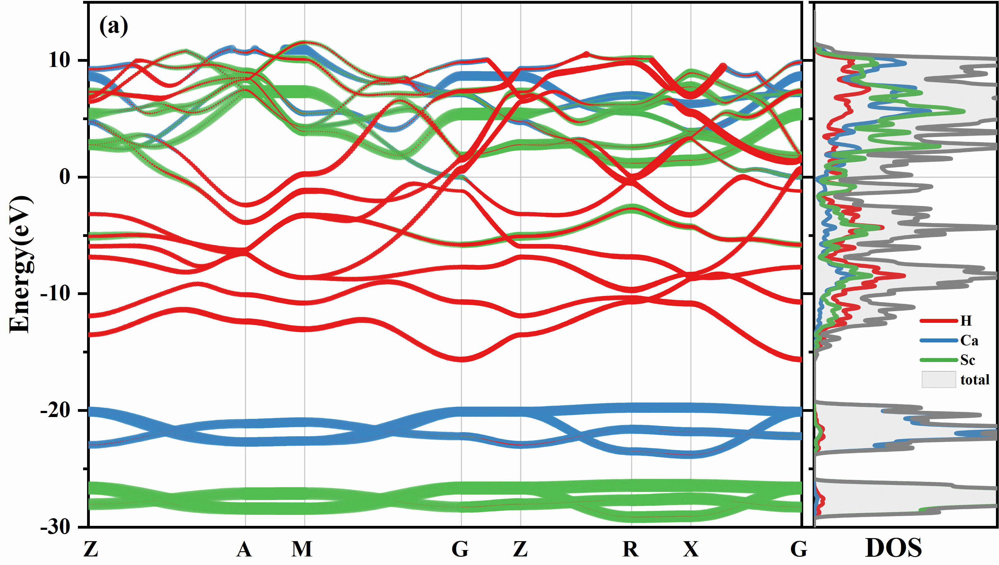 (a)
Energy(eV)
10
0
-10
-20
-30
Z A M G Z R X G
DOS
H
Ca
Sc
total